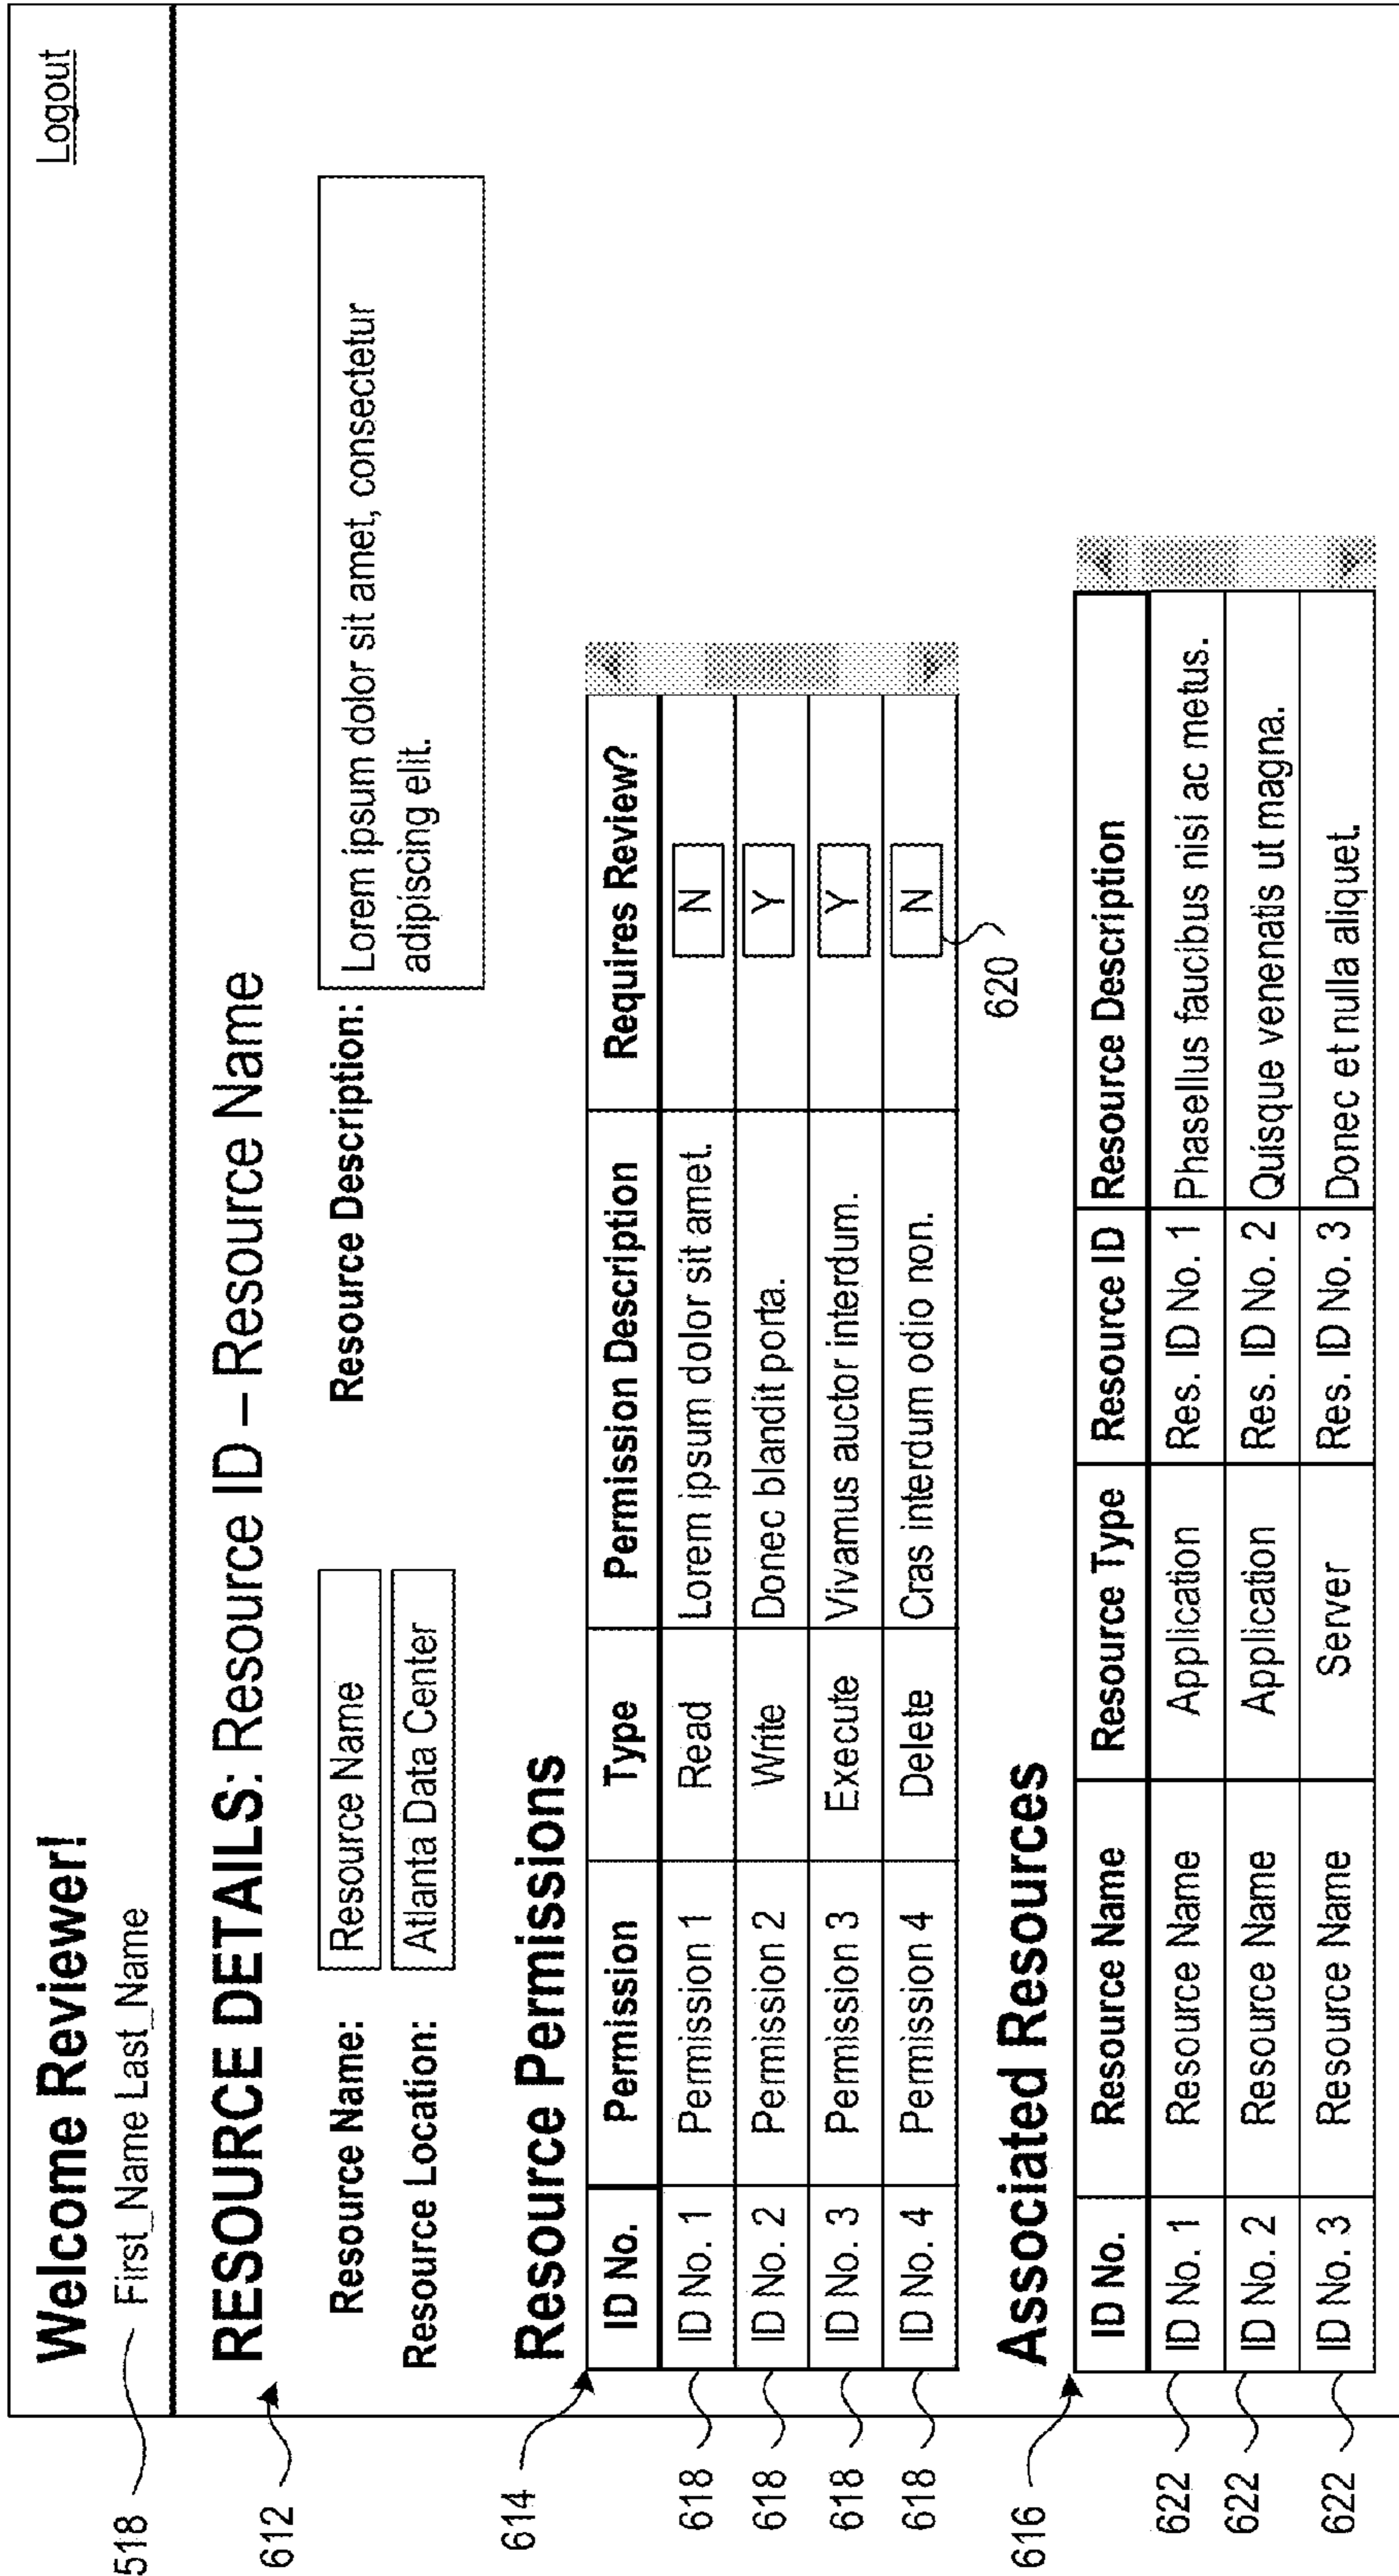 Welcome Reviewer! Logout
518 First_Name Last_Name
612 RESOURCE DETAILS: Resource ID – Resource Name
Resource Name: Resource Name Resource Description: Lorem ipsum dolor sit amet, consectetur
adipiscing elit.
Resource Location: Atlanta Data Center
614 Resource Permissions
ID No. Permission Type Permission Description Requires Review?
618 ID No. 1 Permission 1 Read Lorem ipsum dolor sit amet. N
618 ID No. 2 Permission 2 Write Donec blandit porta. Y
618 ID No. 3 Permission 3 Execute Vivamus auctor interdum. Y
618 ID No. 4 Permission 4 Delete Cras interdum odio non. N
620
616 Associated Resources
ID No. Resource Name Resource Type Resource ID Resource Description
622 ID No. 1 Resource Name Application Res. ID No. 1 Phasellus faucibus nisi ac metus.
622 ID No. 2 Resource Name Application Res. ID No. 2 Quisque venenatis ut magna.
622 ID No. 3 Resource Name Server Res. ID No. 3 Donec et nulla aliquet.